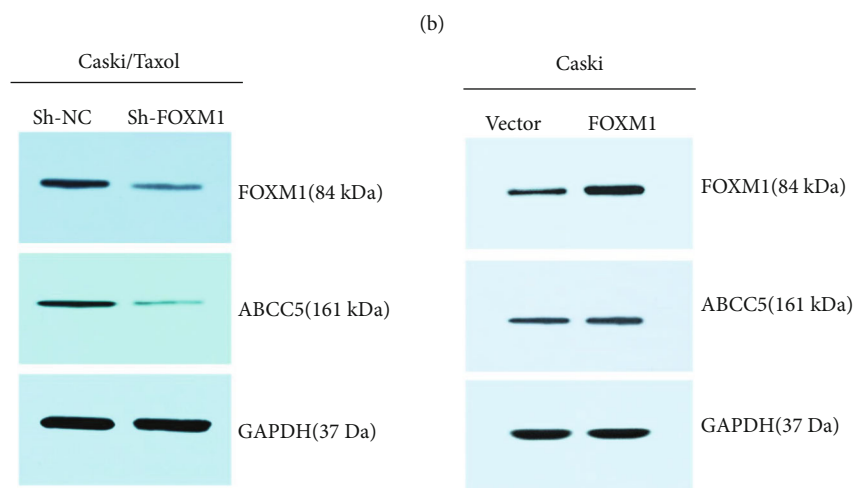 (b)
Caski/Taxol
Sh-NC Sh-FOXM1
FOXM1(84 kDa)
ABCC5(161 kDa)
GAPDH(37 Da)
Caski
Vector FOXM1
FOXM1(84 kDa)
ABCC5(161 kDa)
GAPDH(37 Da)